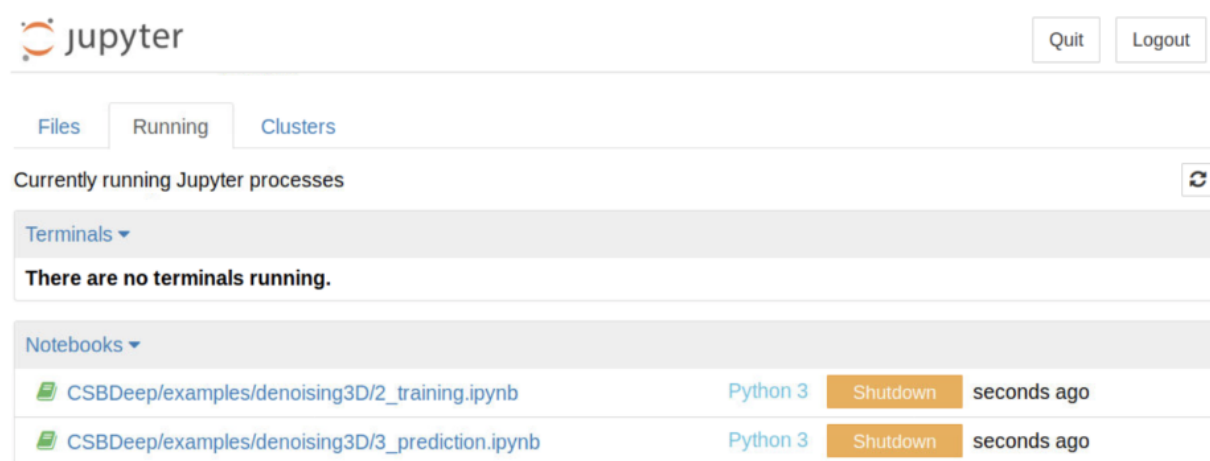 jupyter
Quit Logout
Files Running Clusters
Currently running Jupyter processes
Terminals
There are no terminals running.
Notebooks
CSBDeep/examples/denoising3D/2_training.ipynb Python 3 Shutdown seconds ago
CSBDeep/examples/denoising3D/3_prediction.ipynb Python 3 Shutdown seconds ago